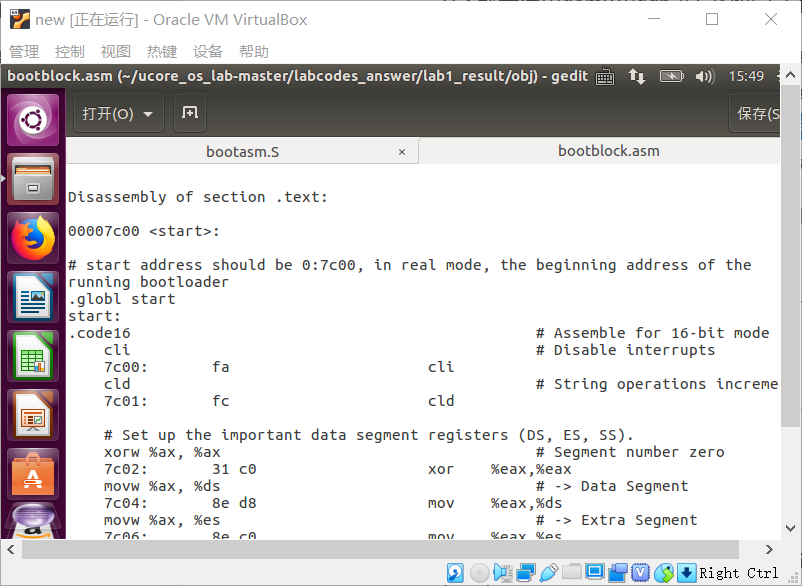 new [正在运行] - Oracle VM VirtualBox
管理 控制 视图 热键 设备 帮助
bootblock.asm (~/ucore_os_lab-master/labcodes_answer/lab1_result/obj) - gedit 15:49
打开(O) 保存(S
bootasm.S × bootblock.asm
Disassembly of section .text:
00007c00 <start>:
# start address should be 0:7c00, in real mode, the beginning address of the
running bootloader
.globl start
start:
.code16 # Assemble for 16-bit mode
cli # Disable interrupts
7c00: fa cli
cld # String operations increme
7c01: fc cld
# Set up the important data segment registers (DS, ES, SS).
xorw %ax, %ax # Segment number zero
7c02: 31 c0 xor %eax,%eax
movw %ax, %ds # -> Data Segment
7c04: 8e d8 mov %eax,%ds
movw %ax, %es # -> Extra Segment
7c06: 8e c0 mov %eax,%es
Right Ctrl